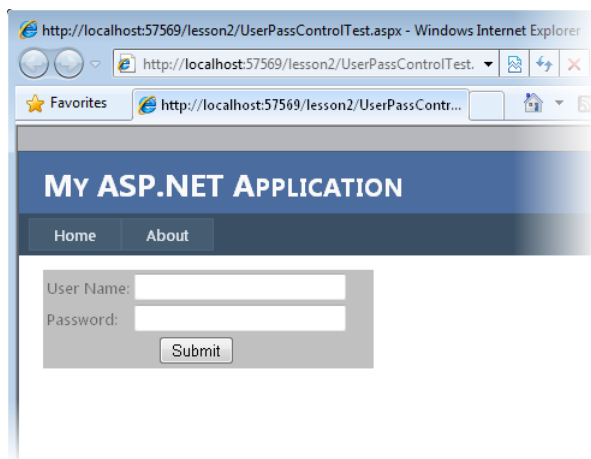 http://localhost:57569/lesson2/UserPassControlTest.aspx - Windows Internet Explorer
http://localhost:57569/lesson2/UserPassControlTest.
Favorites
http://localhost:57569/lesson2/UserPassContr...
MY ASP.NET APPLICATION
Home About
User Name:
Password:
Submit